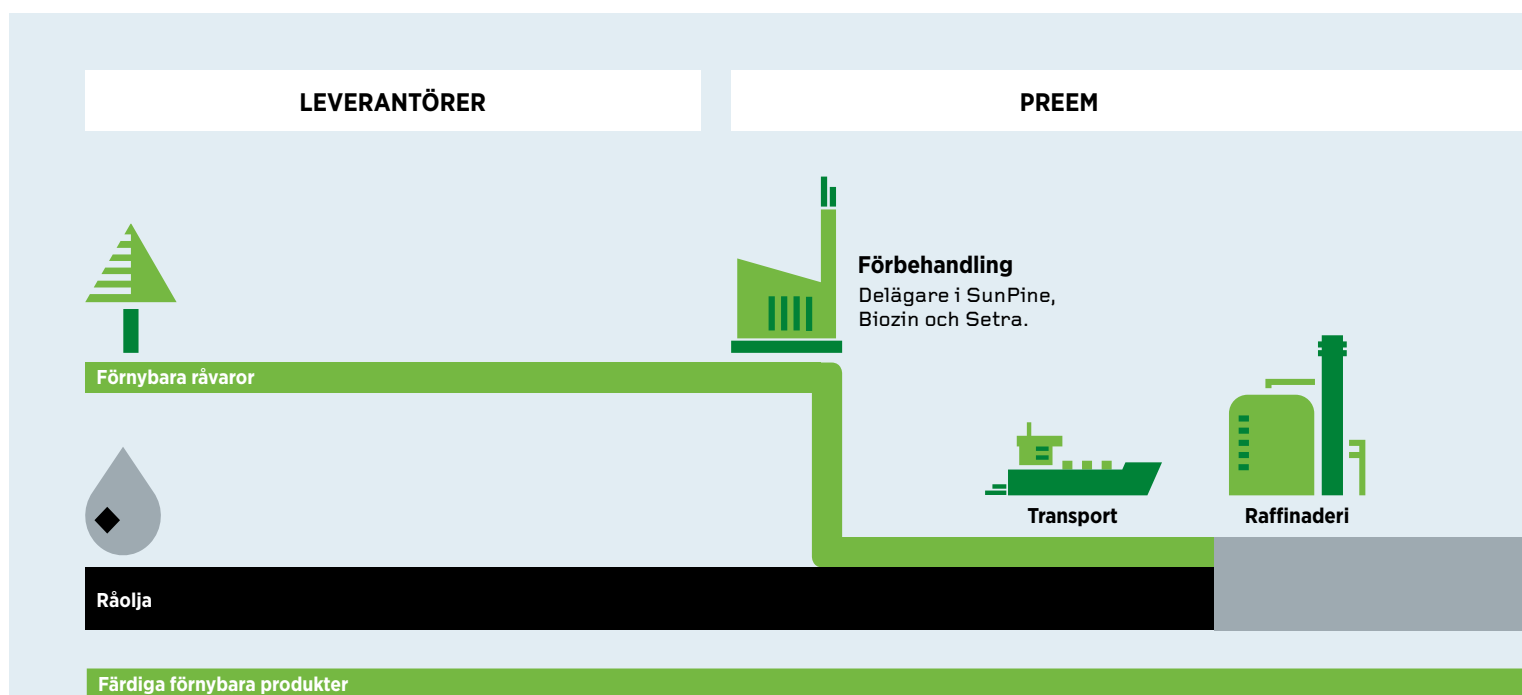 LEVERANTÖRER
PREEM
Förbehandling
Delägare i SunPine,
Biozin och Setra.
Förnybara råvaror
Transport
Raffinaderi
Råolja
Färdiga förnybara produkter